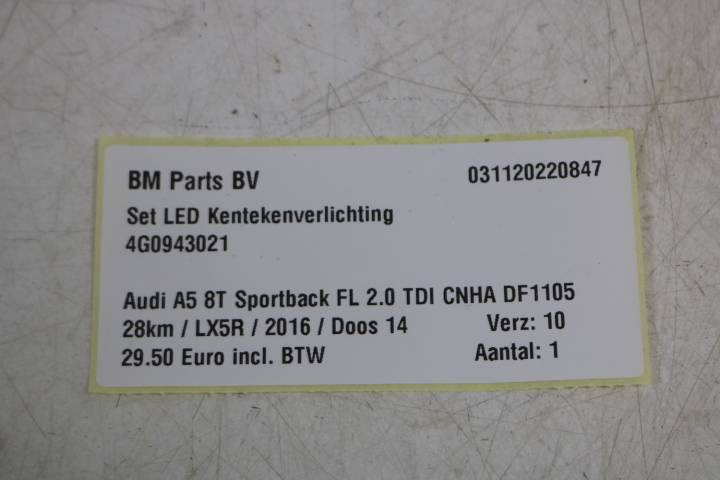 BM Parts BV 031120220847
Set LED Kentekenverlichting
4G0943021
Audi A5 8T Sportback FL 2.0 TDI CNHA DF1105
28km / LX5R / 2016 / Doos 14 Verz: 10
29.50 Euro incl. BTW Aantal: 1